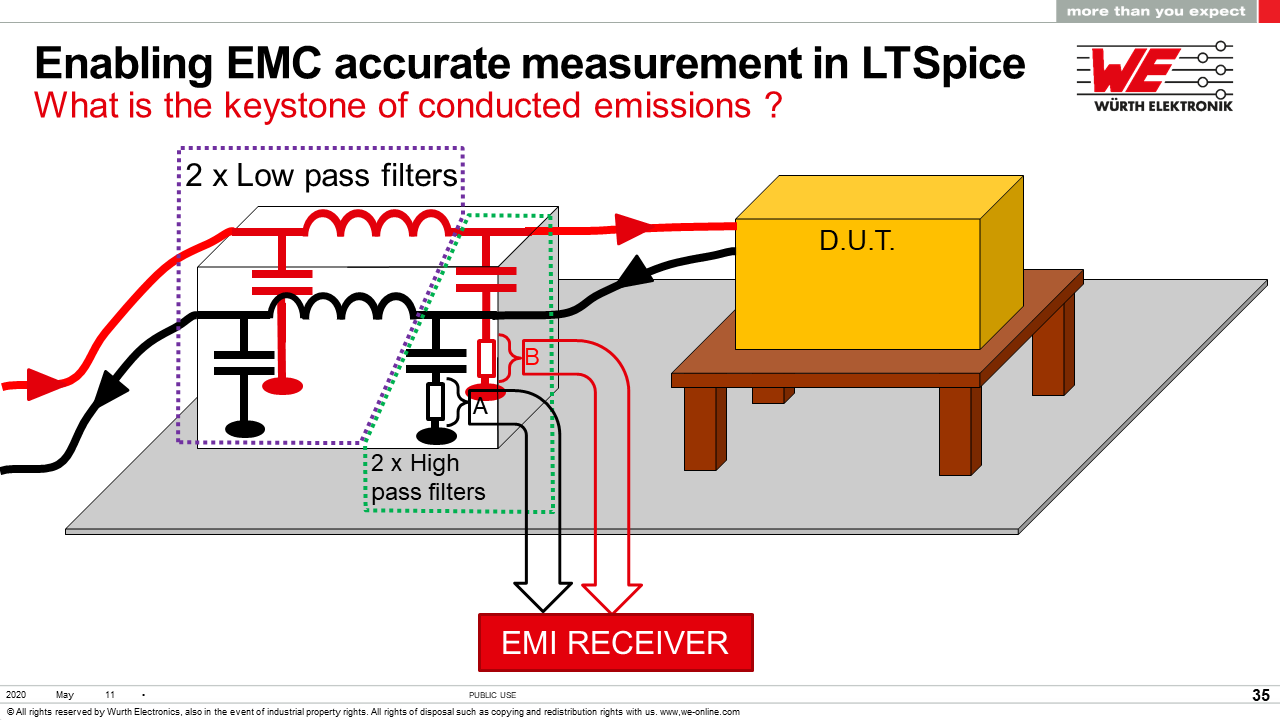 more than you expect
Enabling EMC accurate measurement in LTSpice
What is the keystone of conducted emissions ?
WE
WÜRTH ELEKTRONIK
2 x Low pass filters
D.U.T.
B
A
2 x High
pass filters
EMI RECEIVER
2020 May 11 • PUBLIC USE 35
© All rights reserved by Wurth Electronics, also in the event of industrial property rights. All rights of disposal such as copying and redistribution rights with us. www,we-online.com